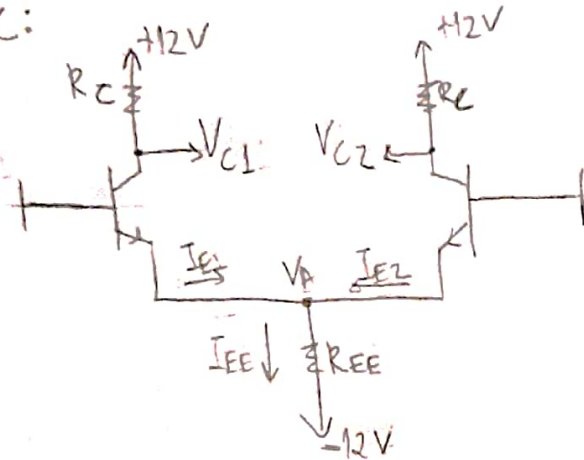 C:
+12V
+12V
RC
RC
VC1
VC2
IE1
VA
IE2
IEE
REE
-12V